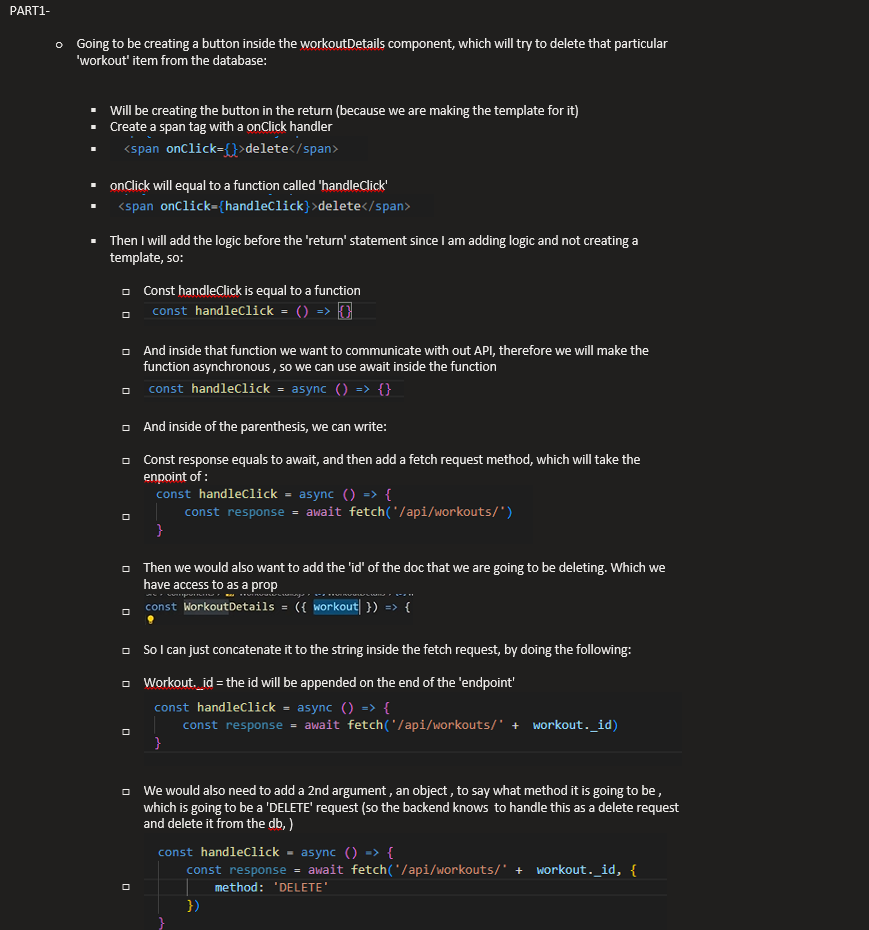 PART1-
Going to be creating a button inside the workoutDetails component, which will try to delete that particular
'workout' item from the database:
Will be creating the button in the return (because we are making the template for it)
Create a span tag with a onClick handler
<span onClick={}>delete</span>
onClick will equal to a function called 'handleClick'
<span onClick={handleClick}>delete</span>
Then I will add the logic before the 'return' statement since I am adding logic and not creating a
template, so:
Const handleClick is equal to a function
const handleClick = () => {}
And inside that function we want to communicate with out API, therefore we will make the
function asynchronous , so we can use await inside the function
const handleClick = async () => {}
And inside of the parenthesis, we can write:
Const response equals to await, and then add a fetch request method, which will take the
enpoint of :
const handleClick = async () => {
const response = await fetch('/api/workouts/')
}
Then we would also want to add the 'id' of the doc that we are going to be deleting. Which we
have access to as a prop
const WorkoutDetails = ({ workout }) => {
So I can just concatenate it to the string inside the fetch request, by doing the following:
Workout._id = the id will be appended on the end of the 'endpoint'
const handleClick = async () => {
const response = await fetch('/api/workouts/' + workout._id)
}
We would also need to add a 2nd argument , an object , to say what method it is going to be ,
which is going to be a 'DELETE' request (so the backend knows  to handle this as a delete request
and delete it from the db, )
const handleClick = async () => {
const response = await fetch('/api/workouts/' + workout._id, {
method: 'DELETE'
})
}